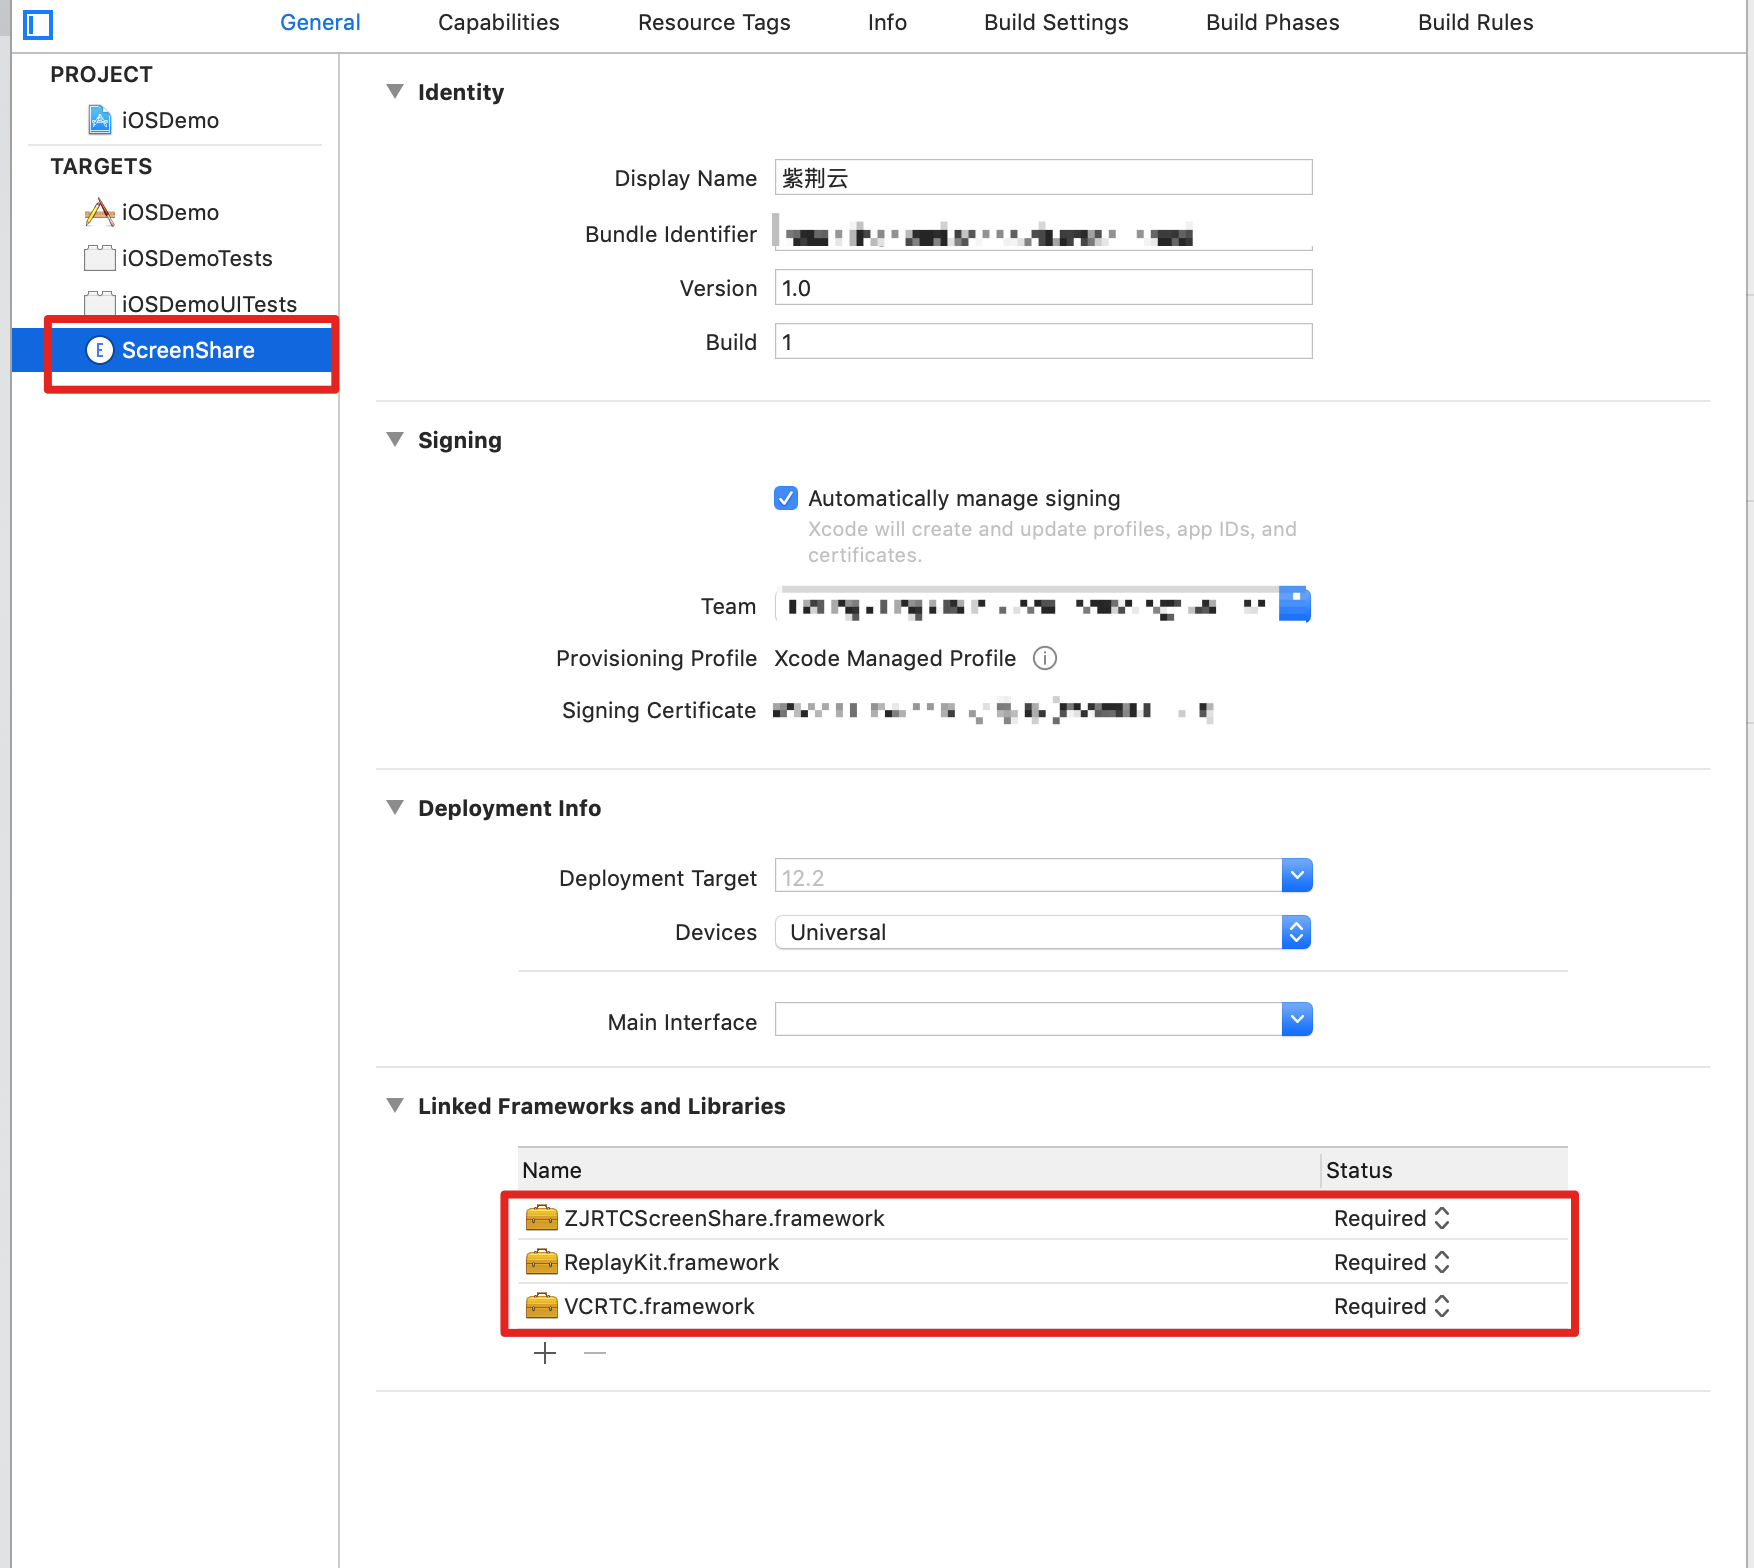 General Capabilities Resource Tags Info Build Settings Build Phases Build Rules
PROJECT
iOSDemo
TARGETS
iOSDemo
iOSDemoTests
iOSDemoUITests
E ScreenShare
Identity
Display Name 紫荆云
Bundle Identifier
Version 1.0
Build 1
Signing
Automatically manage signing
Xcode will create and update profiles, app IDs, and
certificates.
Team
Provisioning Profile Xcode Managed Profile
Signing Certificate
Deployment Info
Deployment Target 12.2
Devices Universal
Main Interface
Linked Frameworks and Libraries
Name Status
ZJRTCScreenShare.framework Required
ReplayKit.framework Required
VCRTC.framework Required